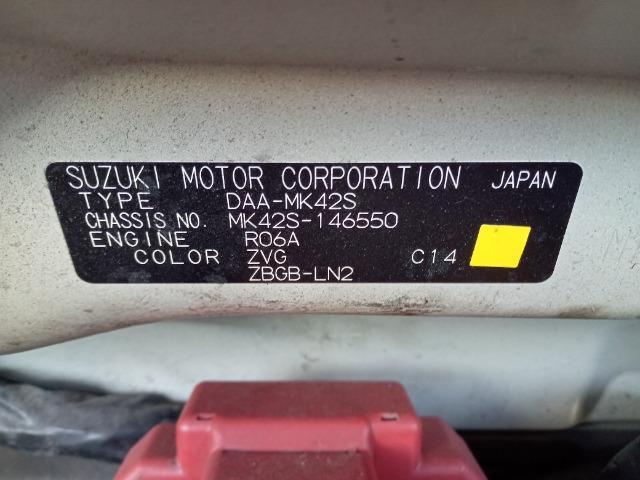 SUZUKI MOTOR CORPORATION JAPAN
TYPE DAA-MK42S
CHASSIS NO. MK42S-146550
ENGINE R06A
COLOR ZVG C14
ZBGB-LN2